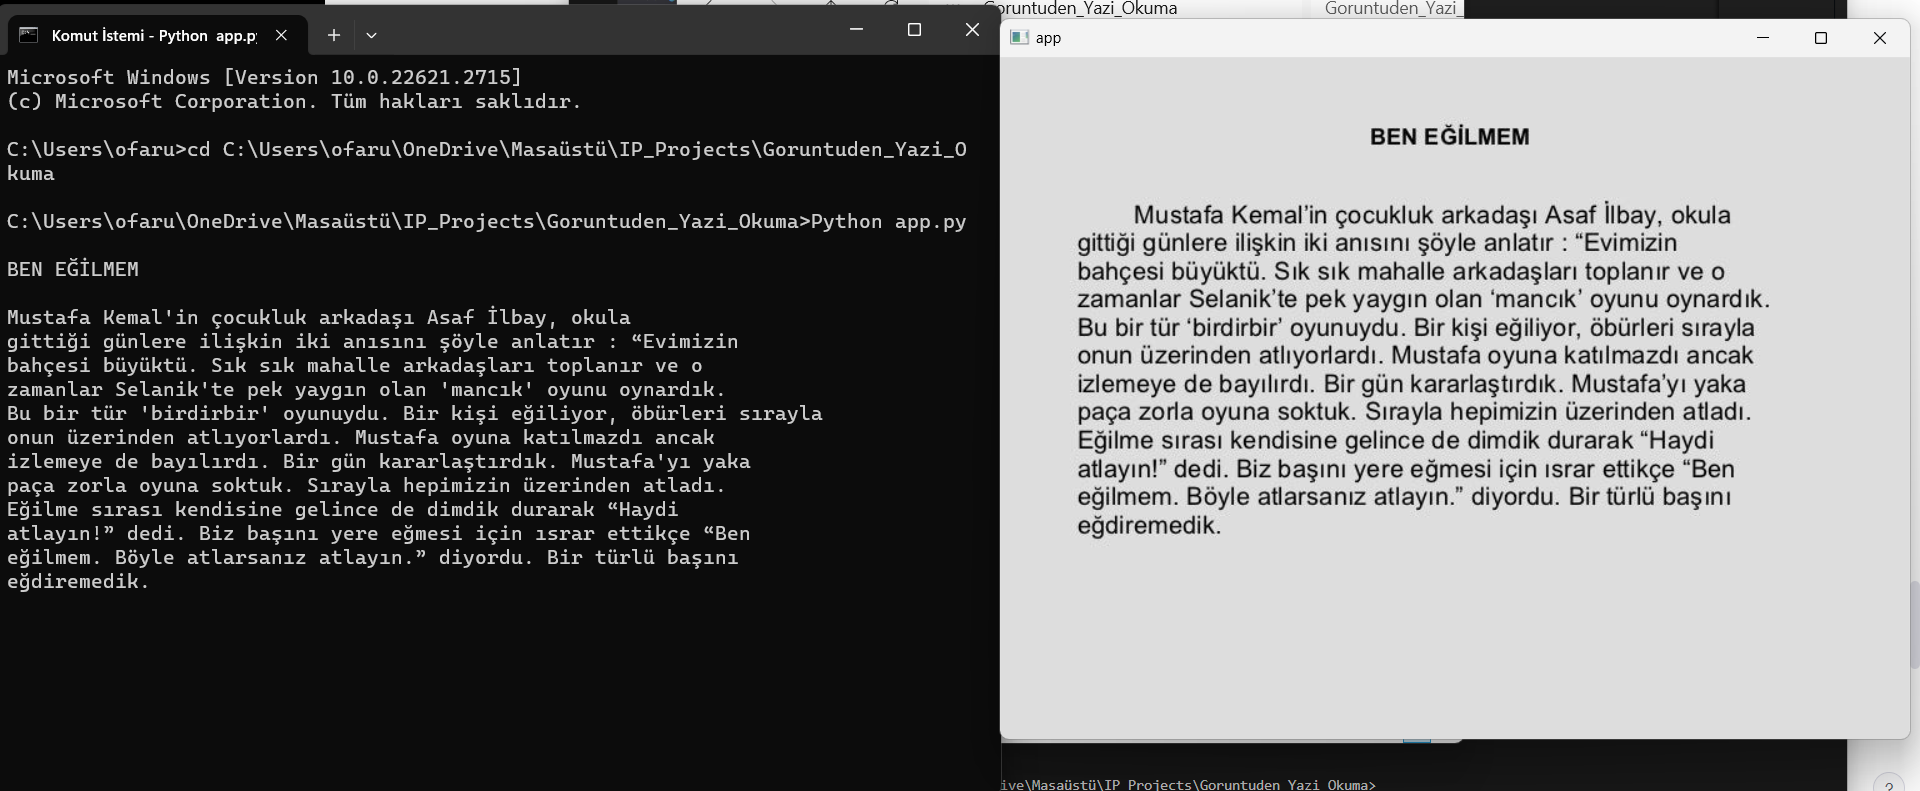 Goruntuden_Yazi_Okuma
Goruntuden_Yazi_
Komut İstemi - Python app.py
Microsoft Windows [Version 10.0.22621.2715]
(c) Microsoft Corporation. Tüm hakları saklıdır.
C:\Users\ofaru>cd C:\Users\ofaru\OneDrive\Masaüstü\IP_Projects\Goruntuden_Yazi_O
kuma
C:\Users\ofaru\OneDrive\Masaüstü\IP_Projects\Goruntuden_Yazi_Okuma>Python app.py
BEN EĞİLMEM
Mustafa Kemal'in çocukluk arkadaşı Asaf İlbay, okula
gittiği günlere ilişkin iki anısını şöyle anlatır : “Evimizin
bahçesi büyüktü. Sık sık mahalle arkadaşları toplanır ve o
zamanlar Selanik'te pek yaygın olan 'mancık' oyunu oynardık.
Bu bir tür 'birdirbir' oyunuydu. Bir kişi eğiliyor, öbürleri sırayla
onun üzerinden atlıyorlardı. Mustafa oyuna katılmazdı ancak
izlemeye de bayılırdı. Bir gün kararlaştırdık. Mustafa'yı yaka
paça zorla oyuna soktuk. Sırayla hepimizin üzerinden atladı.
Eğilme sırası kendisine gelince de dimdik durarak “Haydi
atlayın!” dedi. Biz başını yere eğmesi için ısrar ettikçe “Ben
eğilmem. Böyle atlarsanız atlayın.” diyordu. Bir türlü başını
eğdiremedik.
app
BEN EĞİLMEM
Mustafa Kemal’in çocukluk arkadaşı Asaf İlbay, okula
gittiği günlere ilişkin iki anısını şöyle anlatır : “Evimizin
bahçesi büyüktü. Sık sık mahalle arkadaşları toplanır ve o
zamanlar Selanik’te pek yaygın olan ‘mancık’ oyunu oynardık.
Bu bir tür ‘birdirbir’ oyunuydu. Bir kişi eğiliyor, öbürleri sırayla
onun üzerinden atlıyorlardı. Mustafa oyuna katılmazdı ancak
izlemeye de bayılırdı. Bir gün kararlaştırdık. Mustafa’yı yaka
paça zorla oyuna soktuk. Sırayla hepimizin üzerinden atladı.
Eğilme sırası kendisine gelince de dimdik durarak “Haydi
atlayın!” dedi. Biz başını yere eğmesi için ısrar ettikçe “Ben
eğilmem. Böyle atlarsanız atlayın.” diyordu. Bir türlü başını
eğdiremedik.
ive\Masaüstü\IP_Projects\Goruntuden_Yazi_Okuma>
?